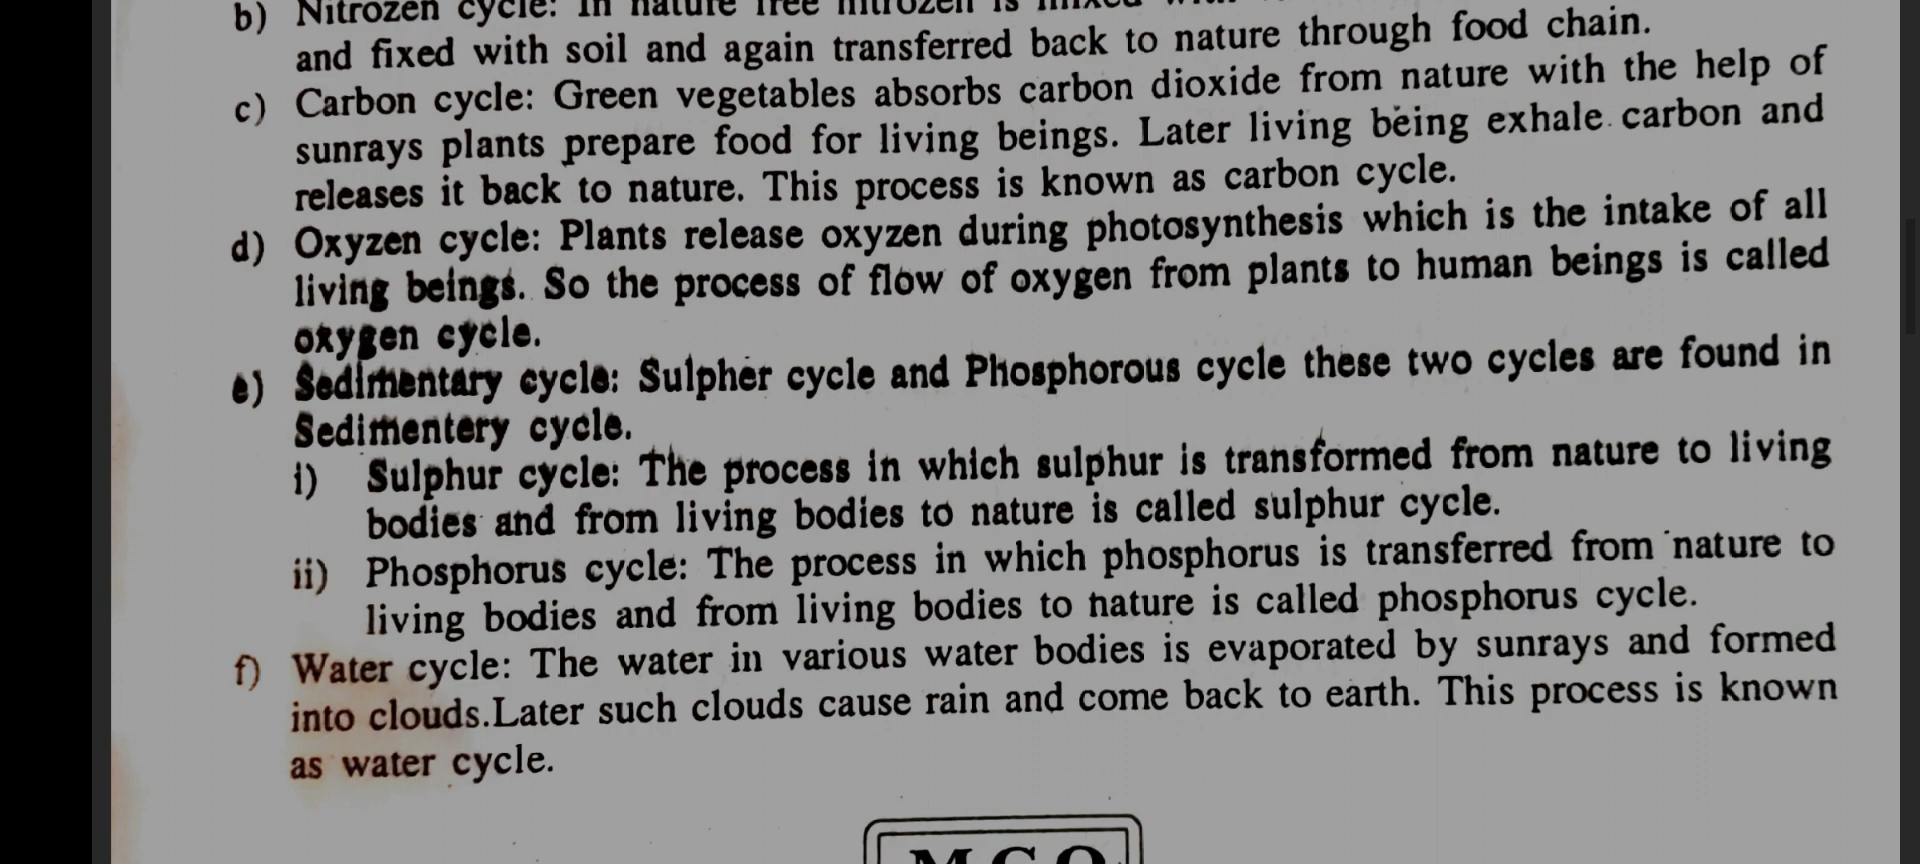 b) Nitrozen cycle: In nature free nitrozen is mixed
and fixed with soil and again transferred back to nature through food chain.
c) Carbon cycle: Green vegetables absorbs carbon dioxide from nature with the help of
sunrays plants prepare food for living beings. Later living being exhale carbon and
releases it back to nature. This process is known as carbon cycle.
d) Oxyzen cycle: Plants release oxyzen during photosynthesis which is the intake of all
living beings. So the process of flow of oxygen from plants to human beings is called
oxygen cycle.
e) Sedimentary cycle: Sulpher cycle and Phosphorous cycle these two cycles are found in
Sedimentery cycle.
i) Sulphur cycle: The process in which sulphur is transformed from nature to living
bodies and from living bodies to nature is called sulphur cycle.
ii) Phosphorus cycle: The process in which phosphorus is transferred from nature to
living bodies and from living bodies to nature is called phosphorus cycle.
f) Water cycle: The water in various water bodies is evaporated by sunrays and formed
into clouds.Later such clouds cause rain and come back to earth. This process is known
as water cycle.